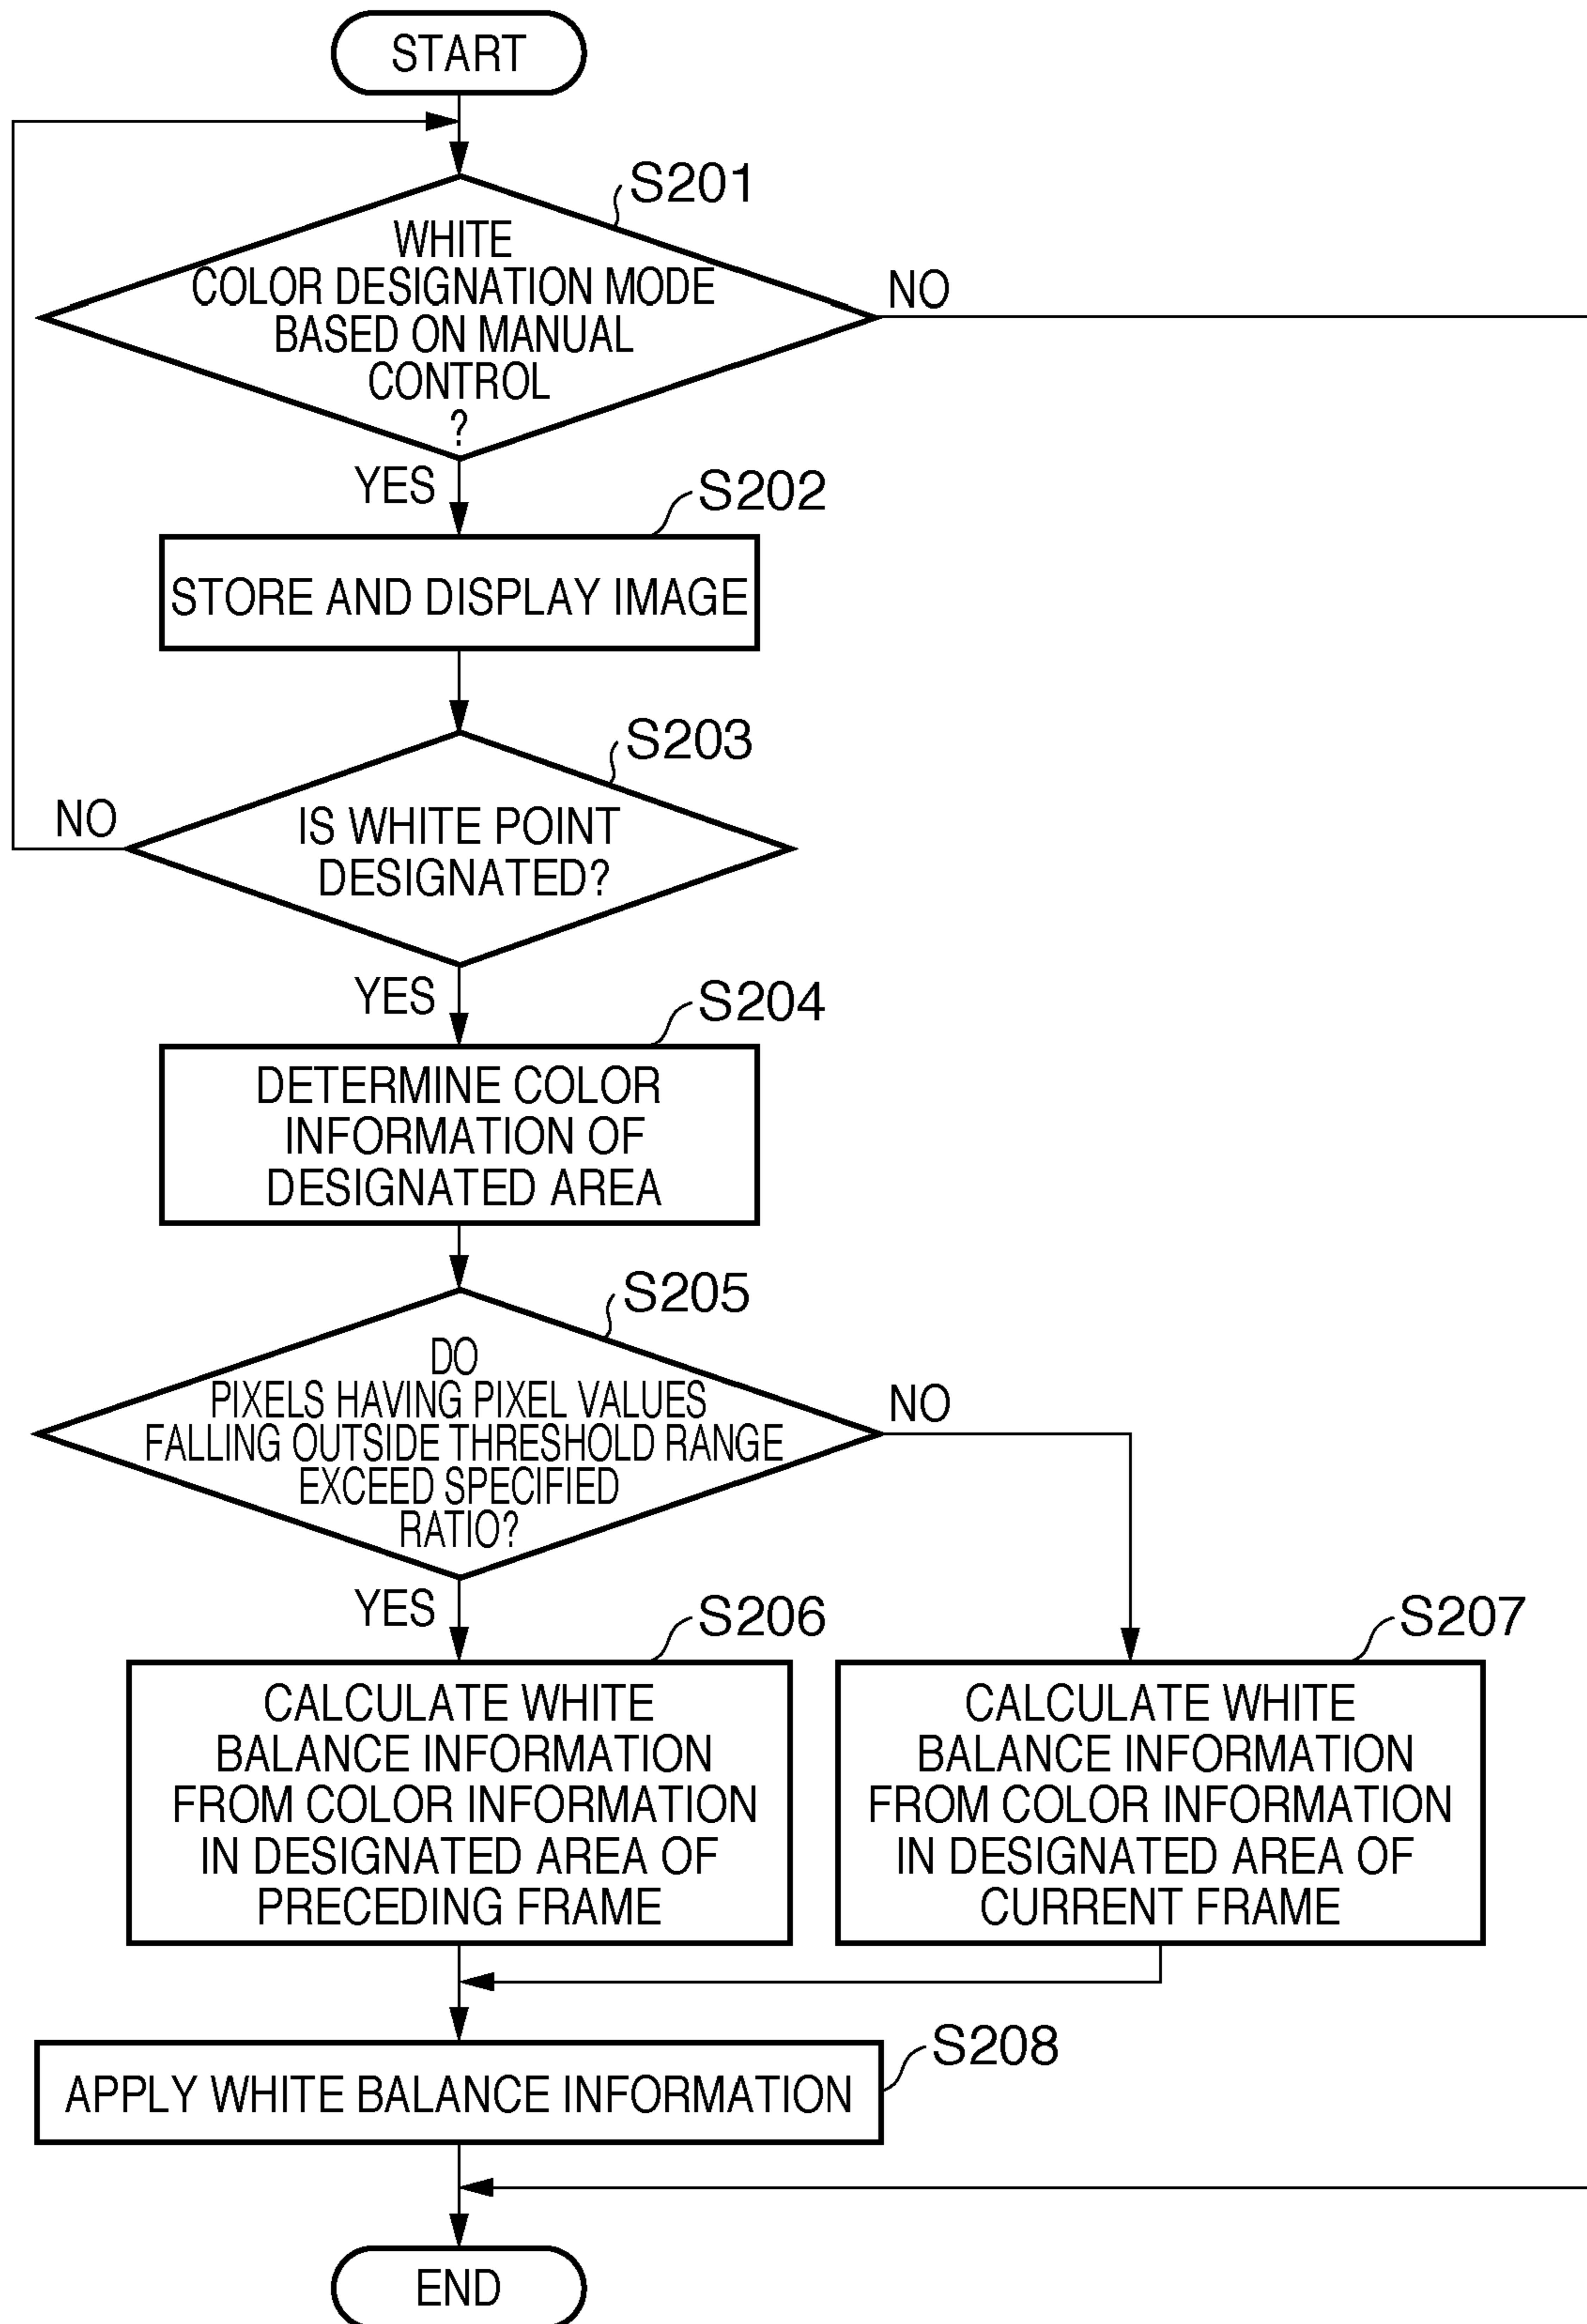 START
S201
WHITE
COLOR DESIGNATION MODE
BASED ON MANUAL
CONTROL
?
NO
YES
S202
STORE AND DISPLAY IMAGE
S203
NO
IS WHITE POINT
DESIGNATED?
YES
S204
DETERMINE COLOR
INFORMATION OF
DESIGNATED AREA
S205
DO
PIXELS HAVING PIXEL VALUES
FALLING OUTSIDE THRESHOLD RANGE
EXCEED SPECIFIED
RATIO?
NO
YES
S206
CALCULATE WHITE
BALANCE INFORMATION
FROM COLOR INFORMATION
IN DESIGNATED AREA OF
PRECEDING FRAME
S207
CALCULATE WHITE
BALANCE INFORMATION
FROM COLOR INFORMATION
IN DESIGNATED AREA OF
CURRENT FRAME
S208
APPLY WHITE BALANCE INFORMATION
END